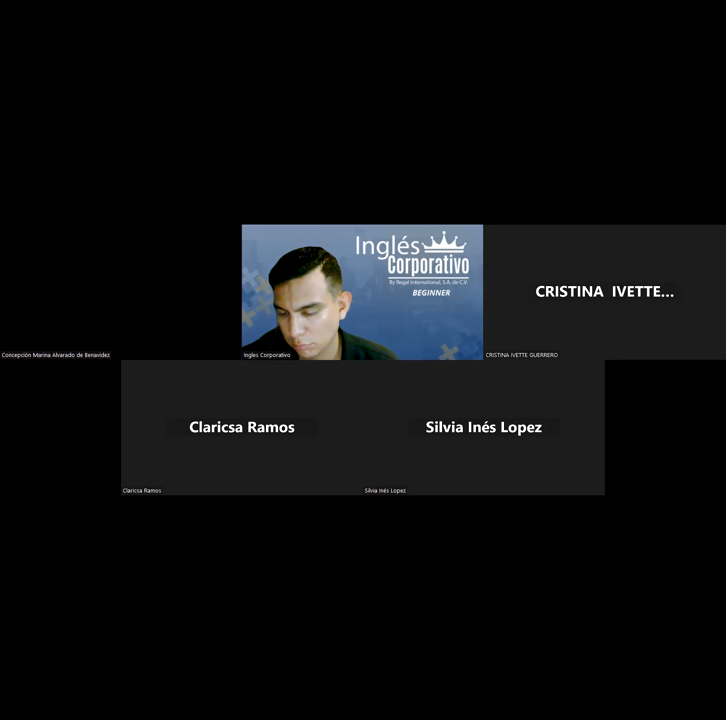 Inglés
Corporativo
By Regal International, S.A. de C.V.
BEGINNER
CRISTINA IVETTE...
Concepción Marina Alvarado de Benavidez
Ingles Corporativo
CRISTINA IVETTE GUERRERO
Claricsa Ramos
Silvia Inés Lopez
Claricsa Ramos
Silvia Inés Lopez